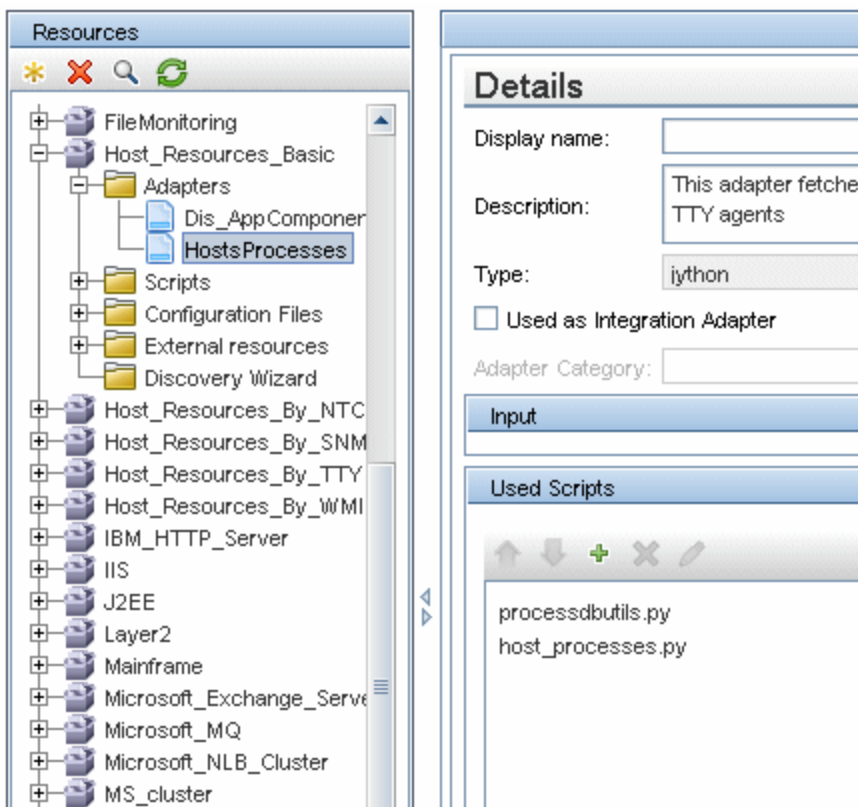 Resources
FileMonitoring
Host_Resources_Basic
Adapters
Dis_AppComponer
HostsProcesses
Scripts
Configuration Files
External resources
Discovery Wizard
Host_Resources_By_NTC
Host_Resources_By_SNM
Host_Resources_By_TTY
Host_Resources_By_WMI
IBM_HTTP_Server
IIS
J2EE
Layer2
Mainframe
Microsoft_Exchange_Serve
Microsoft_MQ
Microsoft_NLB_Cluster
MS_cluster
Details
Display name:
Description:
This adapter fetche
TTY agents
Type:
jython
Used as Integration Adapter
Adapter Category:
Input
Used Scripts
processdbutils.py
host_processes.py